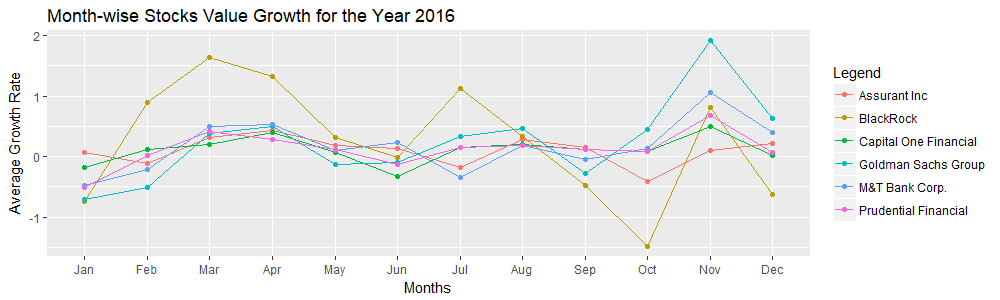 Month-wise Stocks Value Growth for the Year 2016
Average Growth Rate
2
1
0
-1
Jan Feb Mar Apr May Jun Jul Aug Sep Oct Nov Dec
Months
Legend
Assurant Inc
BlackRock
Capital One Financial
Goldman Sachs Group
M&T Bank Corp.
Prudential Financial